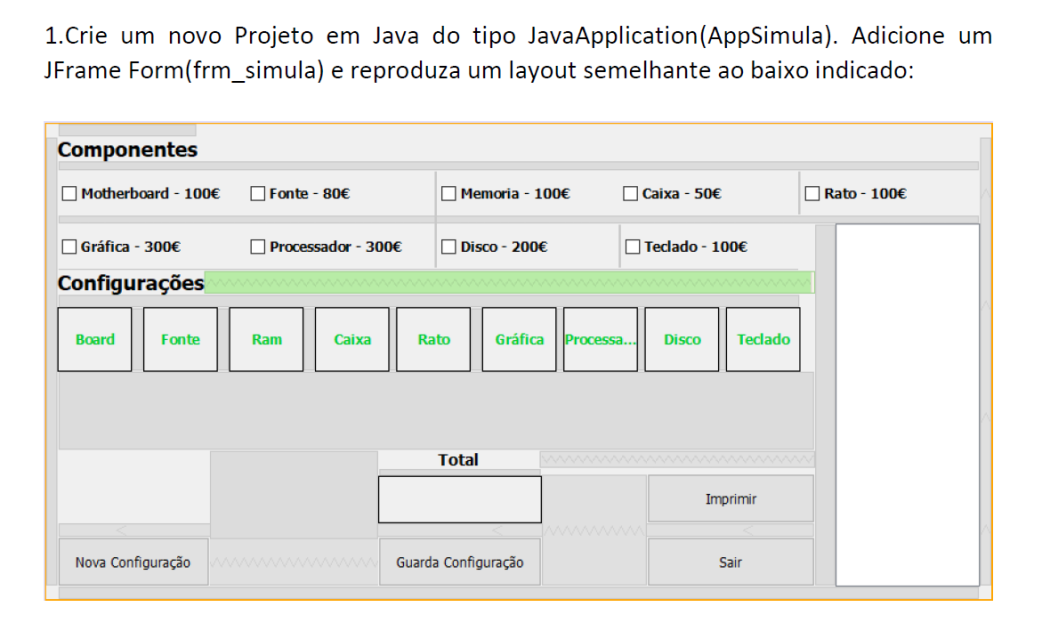 1.Crie um novo Projeto em Java do tipo JavaApplication(AppSimula). Adicione um
JFrame Form(frm_simula) e reproduza um layout semelhante ao baixo indicado:
Componentes
Motherboard - 100€ Fonte - 80€ Memoria - 100€ Caixa - 50€ Rato - 100€
Gráfica - 300€ Processador - 300€ Disco - 200€ Teclado - 100€
Configurações
Board Fonte Ram Caixa Rato Gráfica Processa... Disco Teclado
Total
Imprimir
Nova Configuração Guarda Configuração Sair